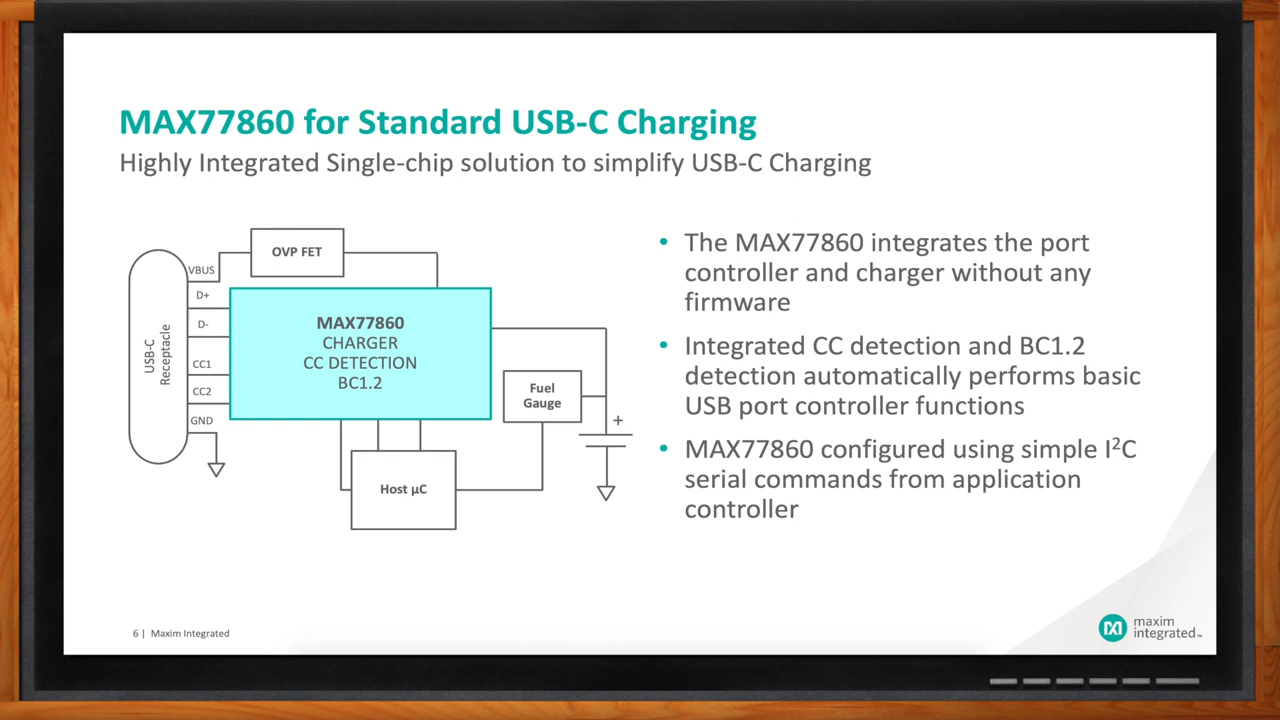 MAX77860 for Standard USB-C Charging
Highly Integrated Single-chip solution to simplify USB-C Charging
OVP FET
VBUS
D+
D-
CC1
CC2
GND
USB-C
Receptacle
MAX77860
CHARGER
CC DETECTION
BC1.2
Fuel
Gauge
+
Host µC
• The MAX77860 integrates the port
controller and charger without any
firmware
• Integrated CC detection and BC1.2
detection automatically performs basic
USB port controller functions
• MAX77860 configured using simple I²C
serial commands from application
controller
6 | Maxim Integrated
maxim
integrated™